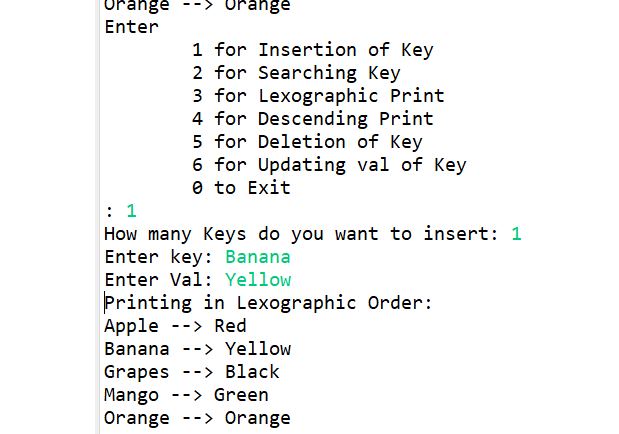 Orange --> Orange
Enter
1 for Insertion of Key
2 for Searching Key
3 for Lexographic Print
4 for Descending Print
5 for Deletion of Key
6 for Updating val of Key
0 to Exit
: 1
How many Keys do you want to insert: 1
Enter key: Banana
Enter Val: Yellow
Printing in Lexographic Order:
Apple --> Red
Banana --> Yellow
Grapes --> Black
Mango --> Green
Orange --> Orange